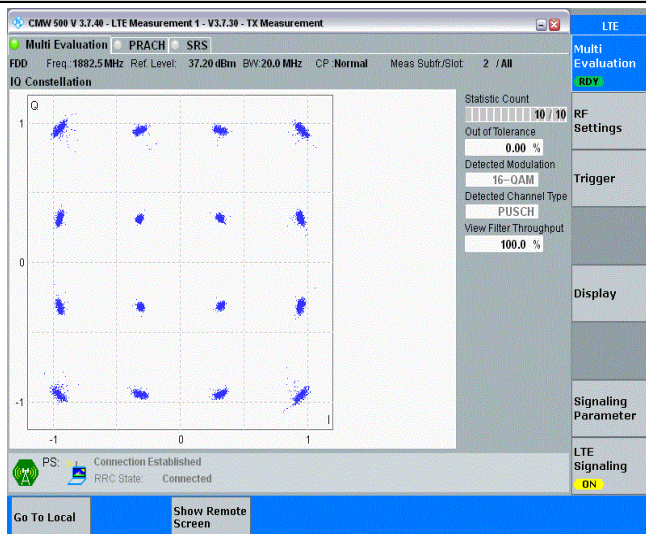 CMW 500 V 3.7.40 - LTE Measurement 1 - V3.7.30 - TX Measurement
LTE
Multi Evaluation PRACH SRS
Multi
Evaluation
RDY
FDD Freq.:1882.5 MHz Ref. Level: 37.20 dBm BW:20.0 MHz CP :Normal Meas Subfr./Slot: 2 / All
IQ Constellation
Q
1
0
-1
-1 0 1
I
Statistic Count
10 / 10
Out of Tolerance
0.00 %
Detected Modulation
16-QAM
Detected Channel Type
PUSCH
View Filter Throughput
100.0 %
RF
Settings
Trigger
Display
Signaling
Parameter
LTE
Signaling
ON
PS: Connection Established
RRC State: Connected
Go To Local
Show Remote
Screen